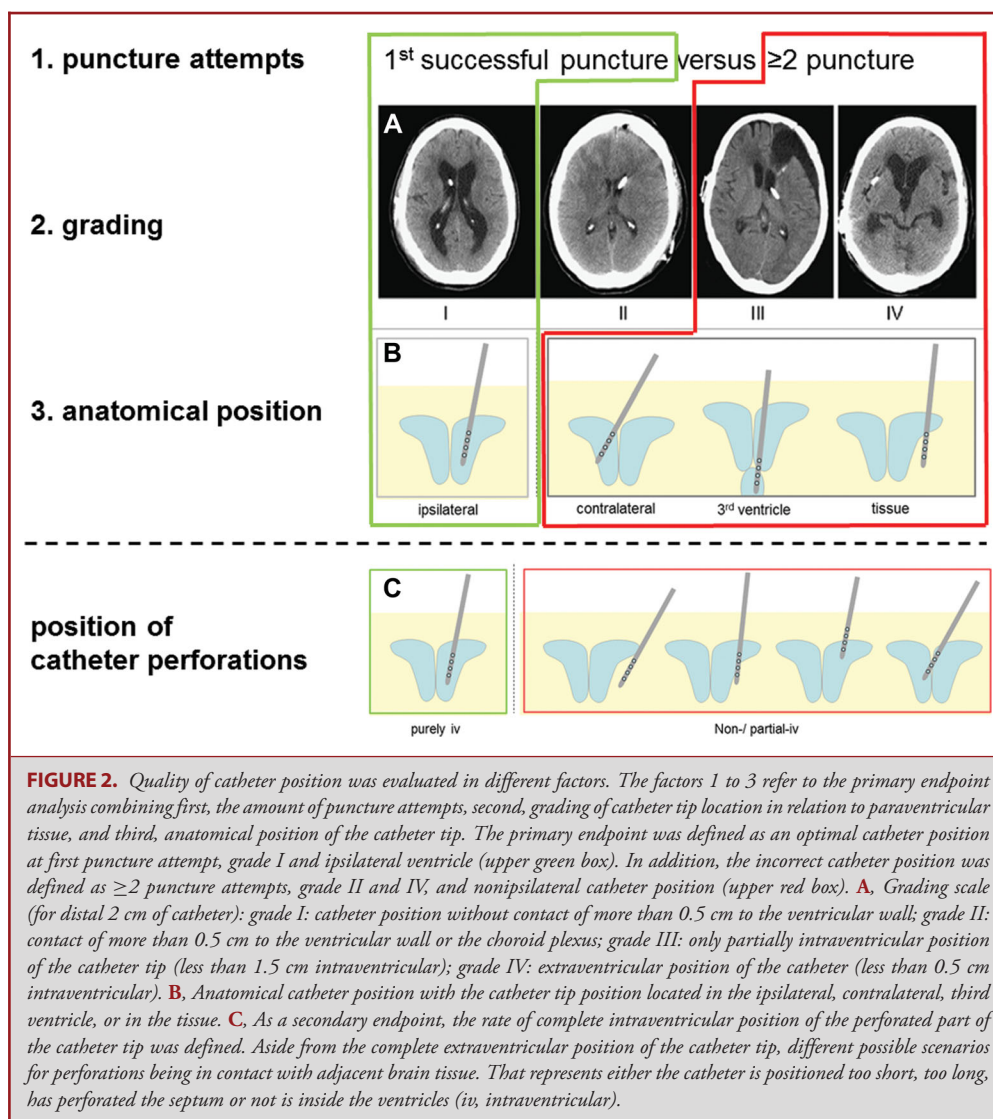 1. puncture attempts
1st successful puncture versus ≥2 puncture
A
2. grading
I II III IV
B
3. anatomical position
ipsilateral contralateral 3rd ventricle tissue
C
position of
catheter perforations
purely iv Non-/ partial-iv
FIGURE 2. Quality of catheter position was evaluated in different factors. The factors 1 to 3 refer to the primary endpoint
analysis combining first, the amount of puncture attempts, second, grading of catheter tip location in relation to paraventricular
tissue, and third, anatomical position of the catheter tip. The primary endpoint was defined as an optimal catheter position
at first puncture attempt, grade I and ipsilateral ventricle (upper green box). In addition, the incorrect catheter position was
defined as ≥2 puncture attempts, grade II and IV, and nonipsilateral catheter position (upper red box). A, Grading scale
(for distal 2 cm of catheter): grade I: catheter position without contact of more than 0.5 cm to the ventricular wall; grade II:
contact of more than 0.5 cm to the ventricular wall or the choroid plexus; grade III: only partially intraventricular position
of the catheter tip (less than 1.5 cm intraventricular); grade IV: extraventricular position of the catheter (less than 0.5 cm
intraventricular). B, Anatomical catheter position with the catheter tip position located in the ipsilateral, contralateral, third
ventricle, or in the tissue. C, As a secondary endpoint, the rate of complete intraventricular position of the perforated part of
the catheter tip was defined. Aside from the complete extraventricular position of the catheter tip, different possible scenarios
for perforations being in contact with adjacent brain tissue. That represents either the catheter is positioned too short, too long,
has perforated the septum or not is inside the ventricles (iv, intraventricular).